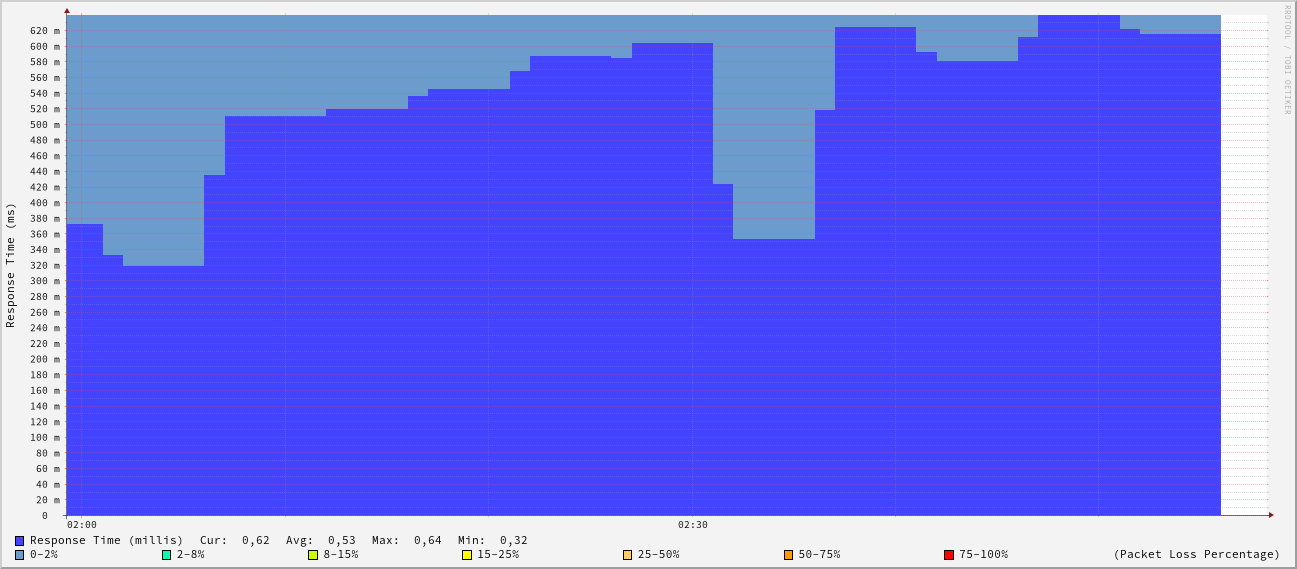 RRDTOOL / TOBI OETIKER
Response Time (ms)
620 m
600 m
580 m
560 m
540 m
520 m
500 m
480 m
460 m
440 m
420 m
400 m
380 m
360 m
340 m
320 m
300 m
280 m
260 m
240 m
220 m
200 m
180 m
160 m
140 m
120 m
100 m
80 m
60 m
40 m
20 m
0
02:00 02:30
Response Time (millis) Cur: 0,62 Avg: 0,53 Max: 0,64 Min: 0,32
0-2% 2-8% 8-15% 15-25% 25-50% 50-75% 75-100% (Packet Loss Percentage)